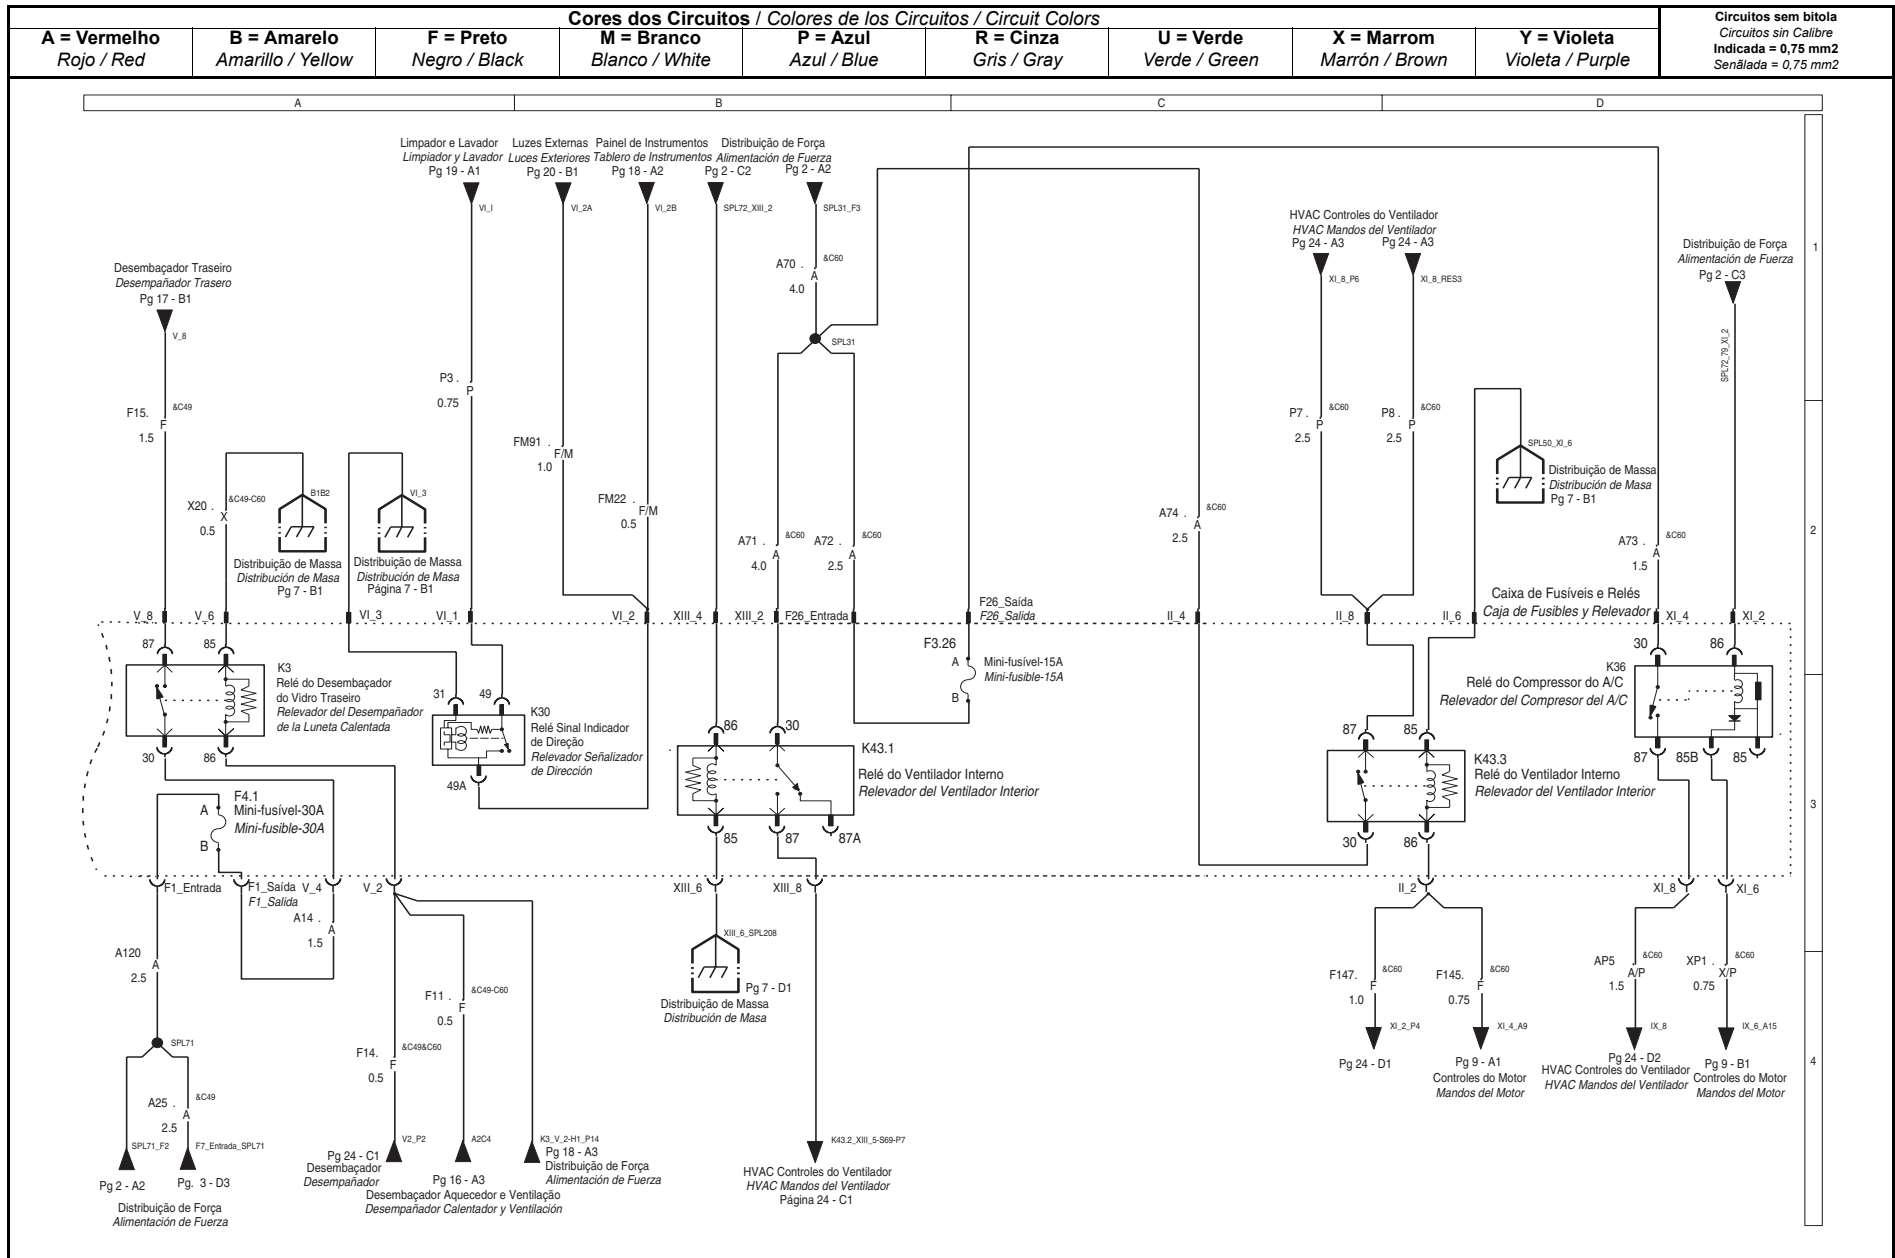 Cores dos Circuitos / Colores de los Circuitos / Circuit Colors
A = Vermelho
Rojo / Red
B = Amarelo
Amarillo / Yellow
F = Preto
Negro / Black
M = Branco
Blanco / White
P = Azul
Azul / Blue
R = Cinza
Gris / Gray
U = Verde
Verde / Green
X = Marrom
Marrón / Brown
Y = Violeta
Violeta / Purple
Circuitos sem bitola
Circuitos sin Calibre
Indicada = 0,75 mm2
Senãlada = 0,75 mm2
A
B
C
D
1
2
3
4
Desembaçador Traseiro
Desempañador Trasero
Pg 17 - B1
V_8
Limpador e Lavador
Limpiador y Lavador
Pg 19 - A1
VI_I
Luzes Externas
Luces Exteriores
Pg 20 - B1
VI_2A
Painel de Instrumentos
Tablero de Instrumentos
Pg 18 - A2
VI_2B
Pg 2 - C2
SPL72_XIII_2
Distribuição de Força
Alimentación de Fuerza
Pg 2 - A2
SPL31_F3
A70 .
&C60
A
4.0
SPL31
HVAC Controles do Ventilador
HVAC Mandos del Ventilador
Pg 24 - A3
Pg 24 - A3
XI_8_P6
XI_8_RES3
Distribuição de Força
Alimentación de Fuerza
Pg 2 - C3
SPL72_79_XI_2
F15.
&C49
F
1.5
P3 .
P
0.75
FM91 .
F/M
1.0
FM22 .
F/M
0.5
X20 .
&C49-C60
X
0.5
B1B2
Distribuição de Massa
Distribución de Masa
Pg 7 - B1
VI_3
Distribuição de Massa
Distribución de Masa
Página 7 - B1
A71 .
&C60
A
4.0
A72 .
&C60
A
2.5
A74 .
&C60
A
2.5
P7 .
&C60
P
2.5
P8 .
&C60
P
2.5
SPL50_XI_6
Distribuição de Massa
Distribución de Masa
Pg 7 - B1
A73 .
&C60
A
1.5
Caixa de Fusíveis e Relés
Caja de Fusibles y Relevador
V_8
V_6
VI_3
VI_1
VI_2
XIII_4
XIII_2
F26_Entrada
F26_Saída
F26_Salida
II_4
II_8
II_6
XI_4
XI_2
87
85
K3
Relé do Desembaçador
do Vidro Traseiro
Relevador del Desempañador
de la Luneta Calentada
30
86
31
49
K30
Relé Sinal Indicador
de Direção
Relevador Señalizador
de Dirección
49A
F3.26
A
B
Mini-fusível-15A
Mini-fusible-15A
86
30
K43.1
Relé do Ventilador Interno
Relevador del Ventilador Interior
85
87
87A
87
85
K43.3
Relé do Ventilador Interno
Relevador del Ventilador Interior
30
86
30
86
K36
Relé do Compressor do A/C
Relevador del Compresor del A/C
87
85B
85
F4.1
A
Mini-fusível-30A
Mini-fusible-30A
B
F1_Entrada
F1_Saída
F1_Salida
V_4
V_2
XIII_6
XIII_8
II_2
XI_8
XI_6
A14 .
A
1.5
A120
A
2.5
SPL71
A25 .
&C49
A
2.5
SPL71_F2
F7_Entrada_SPL71
Pg 2 - A2
Pg. 3 - D3
Distribuição de Força
Alimentación de Fuerza
F14.
&C49&C60
F
0.5
V2_P2
Pg 24 - C1
Desembaçador
Desempañador
F11 .
&C49-C60
F
0.5
A2C4
Pg 16 - A3
Desembaçador Aquecedor e Ventilação
Desempañador Calentador y Ventilación
K3_V_2-H1_P14
Pg 18 - A3
Distribuição de Força
Alimentación de Fuerza
XIII_6_SPL208
Pg 7 - D1
Distribuição de Massa
Distribución de Masa
K43.2_XIII_5-S69-P7
HVAC Controles do Ventilador
HVAC Mandos del Ventilador
Página 24 - C1
F147.
&C60
F
1.0
XI_2_P4
Pg 24 - D1
F145.
&C60
F
0.75
XI_4_A9
Pg 9 - A1
Controles do Motor
Mandos del Motor
AP5
&C60
A/P
1.5
IX_8
Pg 24 - D2
HVAC Controles do Ventilador
HVAC Mandos del Ventilador
XP1 .
&C60
X/P
0.75
IX_6_A15
Pg 9 - B1
Controles do Motor
Mandos del Motor